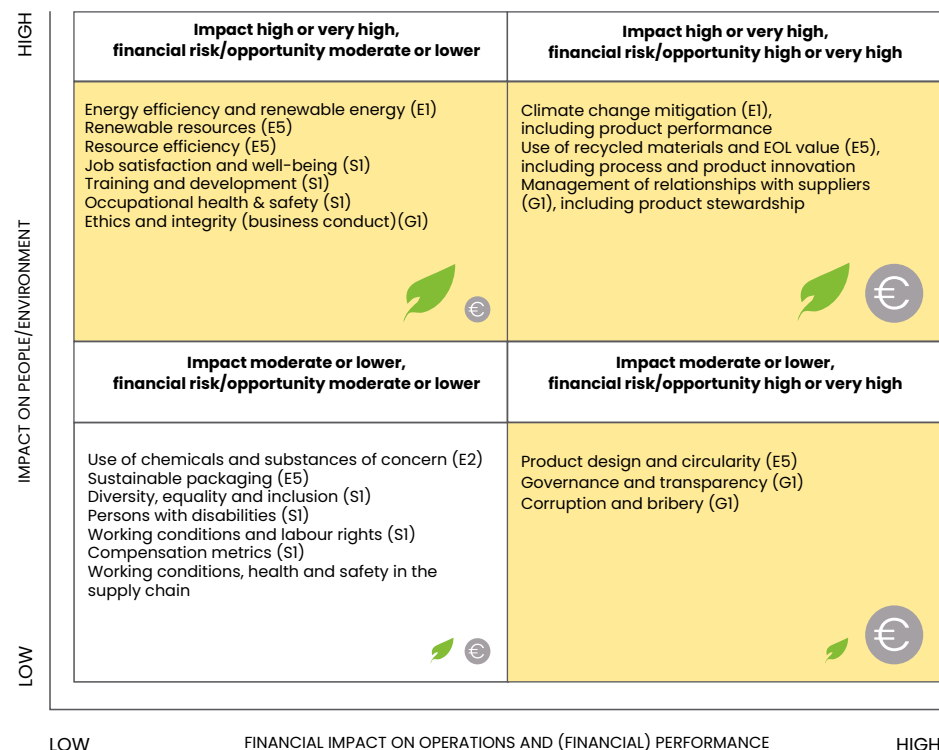 HIGH
IMPACT ON PEOPLE/ENVIRONMENT
LOW
Impact high or very high,
financial risk/opportunity moderate or lower
Impact high or very high,
financial risk/opportunity high or very high
Energy efficiency and renewable energy (E1)
Renewable resources (E5)
Resource efficiency (E5)
Job satisfaction and well-being (S1)
Training and development (S1)
Occupational health & safety (S1)
Ethics and integrity (business conduct)(G1)
€
Climate change mitigation (E1),
including product performance
Use of recycled materials and EOL value (E5),
including process and product innovation
Management of relationships with suppliers
(G1), including product stewardship
€
Impact moderate or lower,
financial risk/opportunity moderate or lower
Impact moderate or lower,
financial risk/opportunity high or very high
Use of chemicals and substances of concern (E2)
Sustainable packaging (E5)
Diversity, equality and inclusion (S1)
Persons with disabilities (S1)
Working conditions and labour rights (S1)
Compensation metrics (S1)
Working conditions, health and safety in the
supply chain
€
Product design and circularity (E5)
Governance and transparency (G1)
Corruption and bribery (G1)
€
LOW
FINANCIAL IMPACT ON OPERATIONS AND (FINANCIAL) PERFORMANCE
HIGH